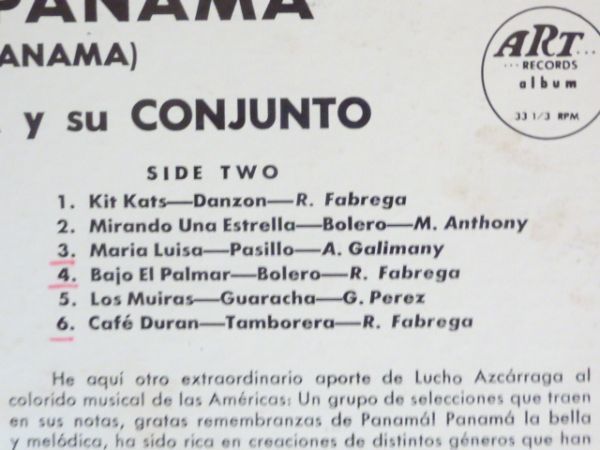 PANAMA
ANAMA)
y su CONJUNTO
ART...
...RECORDS
album
33 1/3 RPM
SIDE TWO
1. Kit Kats—Danzon—R. Fabrega
2. Mirando Una Estrella—Bolero—M. Anthony
3. Maria Luisa—Pasillo—A. Galimany
4. Bajo El Palmar—Bolero—R. Fabrega
5. Los Muiras—Guaracha—G. Perez
6. Café Duran—Tamborera—R. Fabrega
He aquí otro extraordinario aporte de Lucho Azcárraga al
colorido musical de las Américas: Un grupo de selecciones que traen
en sus notas, gratas remembranzas de Panamá! Panamá la bella
y melódica, ha sido rica en creaciones de distintos géneros que han